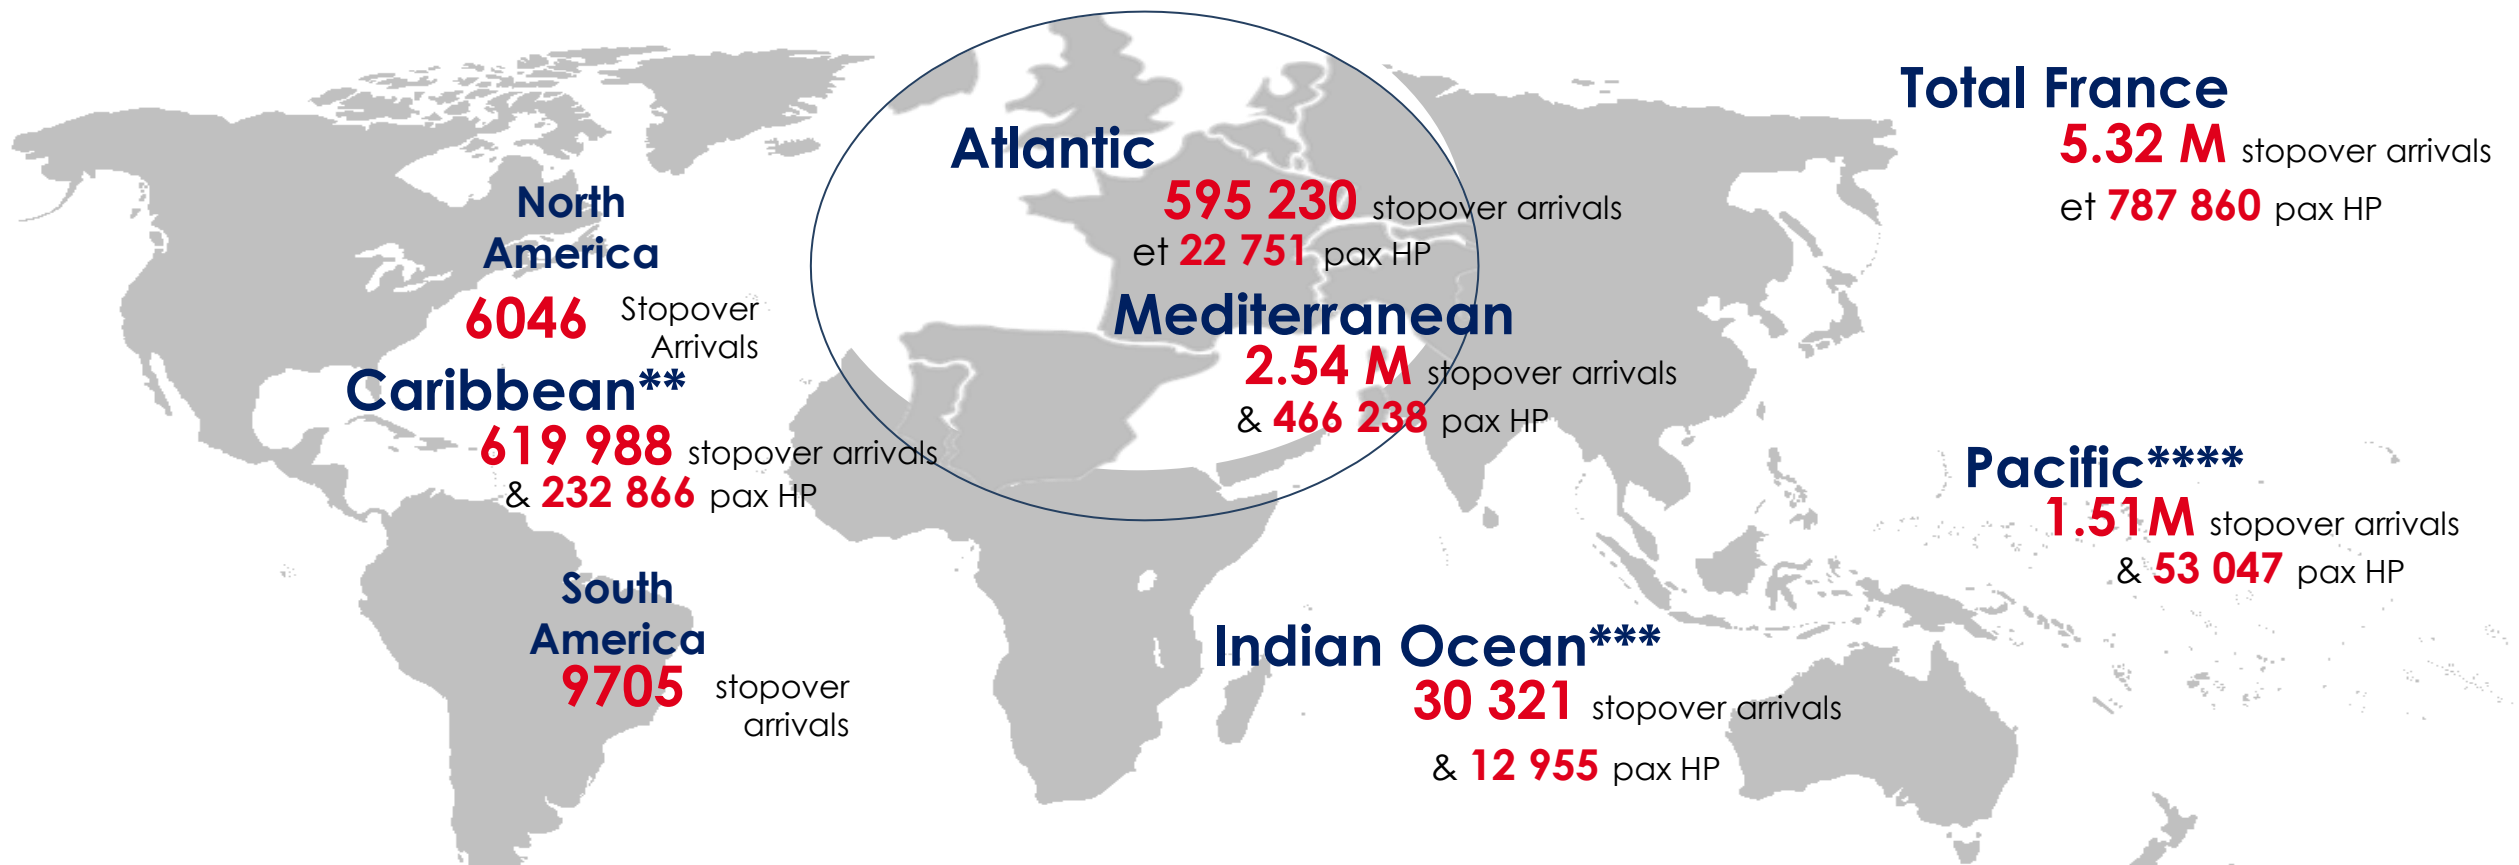 Total France
5.32 M stopover arrivals
et 787 860 pax HP
Atlantic
595 230 stopover arrivals
et 22 751 pax HP
North
America
6046 Stopover
Arrivals
Mediterranean
2.54 M stopover arrivals
& 466 238 pax HP
Caribbean**
619 988 stopover arrivals
& 232 866 pax HP
Pacific****
1.51M stopover arrivals
& 53 047 pax HP
South
America
9705 stopover
arrivals
Indian Ocean***
30 321 stopover arrivals
& 12 955 pax HP